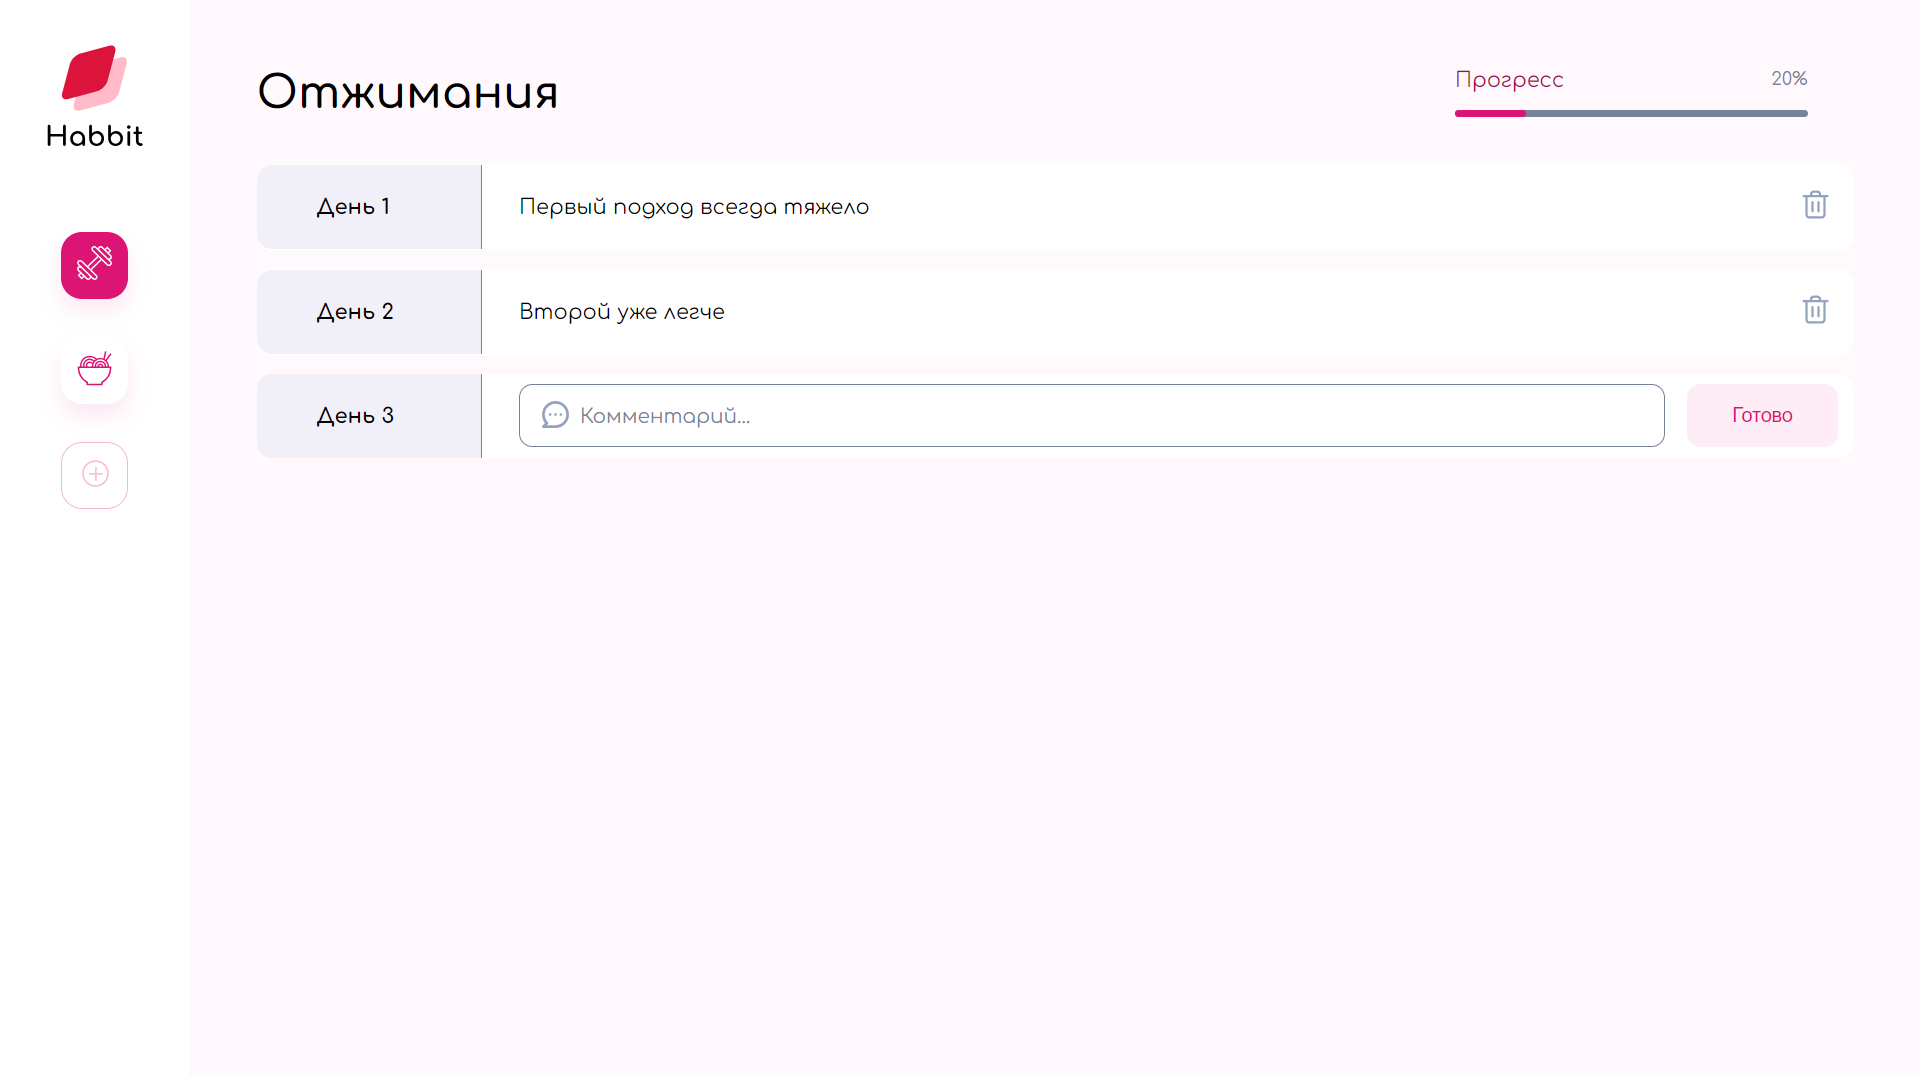 Habbit
Отжимания
Прогресс 20%
День 1 Первый подход всегда тяжело
День 2 Второй уже легче
День 3 Комментарий... Готово